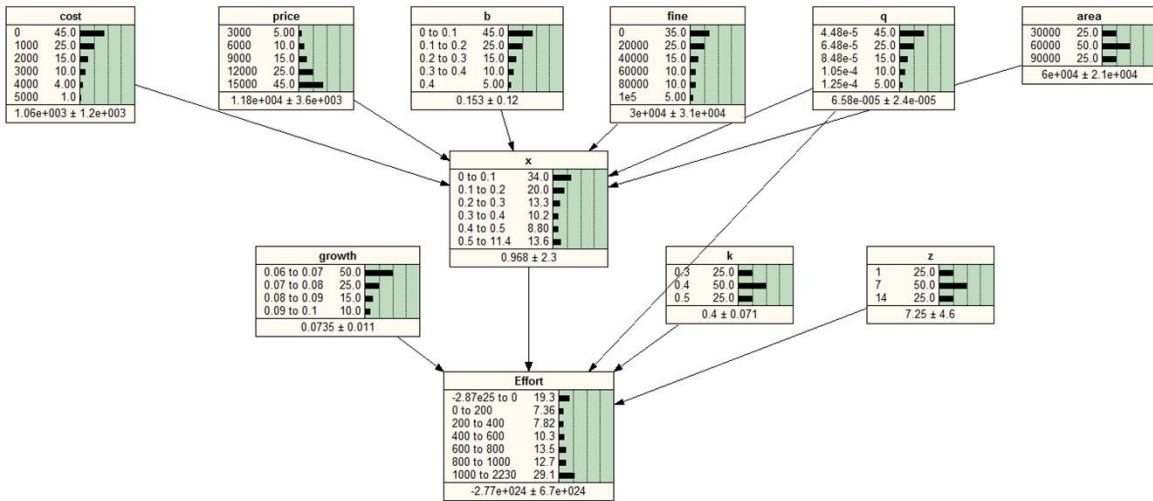 cost
0 45.0
1000 25.0
2000 15.0
3000 10.0
4000 4.00
5000 1.0
1.06e+003 ± 1.2e+003
price
3000 5.00
6000 10.0
9000 15.0
12000 25.0
15000 45.0
1.18e+004 ± 3.6e+003
b
0 to 0.1 45.0
0.1 to 0.2 25.0
0.2 to 0.3 15.0
0.3 to 0.4 10.0
0.4 5.00
0.153 ± 0.12
fine
0 35.0
20000 25.0
40000 15.0
60000 10.0
80000 10.0
1e5 5.00
3e+004 ± 3.1e+004
q
4.48e-5 45.0
6.48e-5 25.0
8.48e-5 15.0
1.05e-4 10.0
1.25e-4 5.00
6.58e-005 ± 2.4e-005
area
30000 25.0
60000 50.0
90000 25.0
6e+004 ± 2.1e+004
x
0 to 0.1 34.0
0.1 to 0.2 20.0
0.2 to 0.3 13.3
0.3 to 0.4 10.2
0.4 to 0.5 8.80
0.5 to 11.4 13.6
0.968 ± 2.3
growth
0.06 to 0.07 50.0
0.07 to 0.08 25.0
0.08 to 0.09 15.0
0.09 to 0.1 10.0
0.0735 ± 0.011
k
0.3 25.0
0.4 50.0
0.5 25.0
0.4 ± 0.071
z
1 25.0
7 50.0
14 25.0
7.25 ± 4.6
Effort
-2.87e25 to 0 19.3
0 to 200 7.36
200 to 400 7.82
400 to 600 10.3
600 to 800 13.5
800 to 1000 12.7
1000 to 2230 29.1
-2.77e+024 ± 6.7e+024